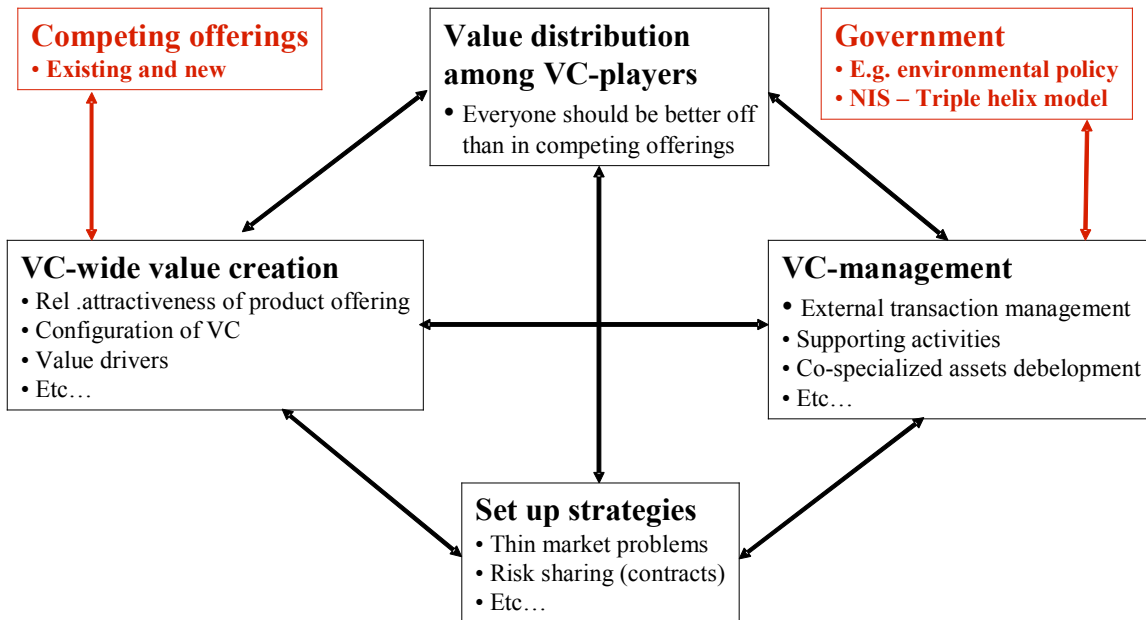 Competing offerings
• Existing and new
Value distribution
among VC-players
• Everyone should be better off
than in competing offerings
Government
• E.g. environmental policy
• NIS – Triple helix model
VC-wide value creation
• Rel .attractiveness of product offering
• Configuration of VC
• Value drivers
• Etc…
VC-management
• External transaction management
• Supporting activities
• Co-specialized assets debelopment
• Etc…
Set up strategies
• Thin market problems
• Risk sharing (contracts)
• Etc…